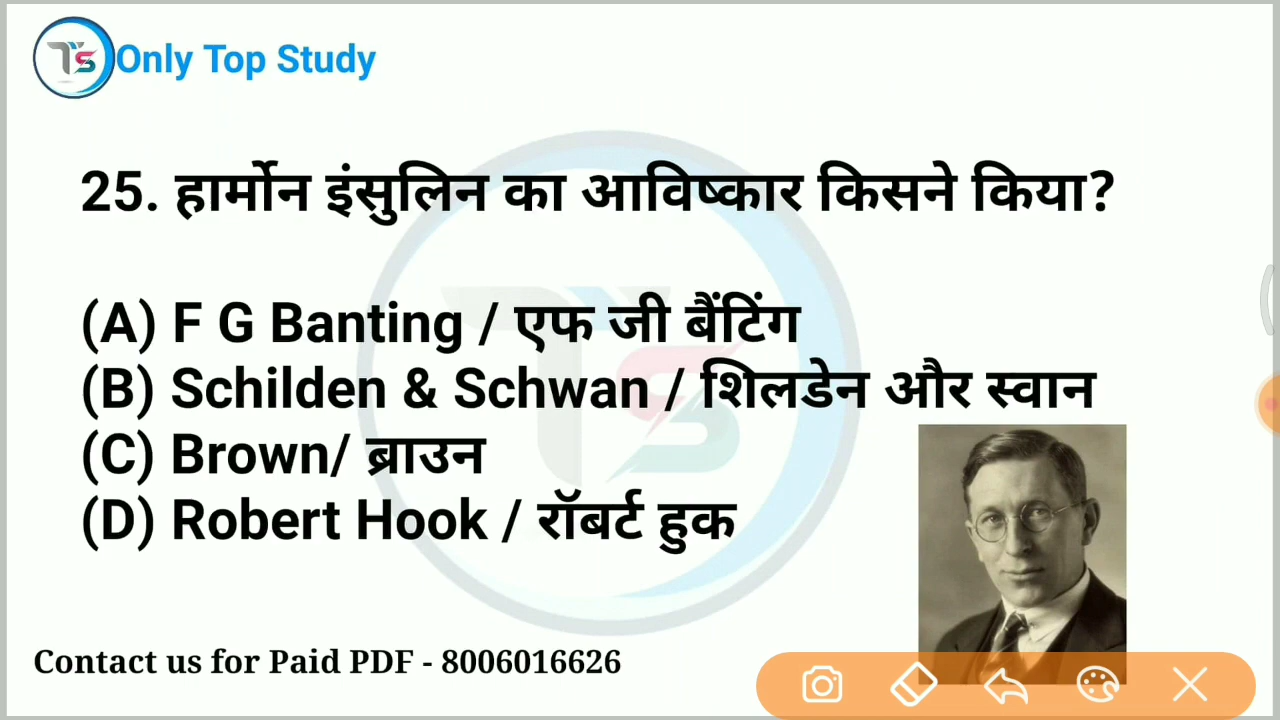 TS Only Top Study
25. हार्मोन इंसुलिन का आविष्कार किसने किया?
(A) F G Banting / एफ जी बैंटिंग
(B) Schilden & Schwan / शिलडेन और स्वान
(C) Brown/ ब्राउन
(D) Robert Hook / रॉबर्ट हुक
Contact us for Paid PDF - 8006016626